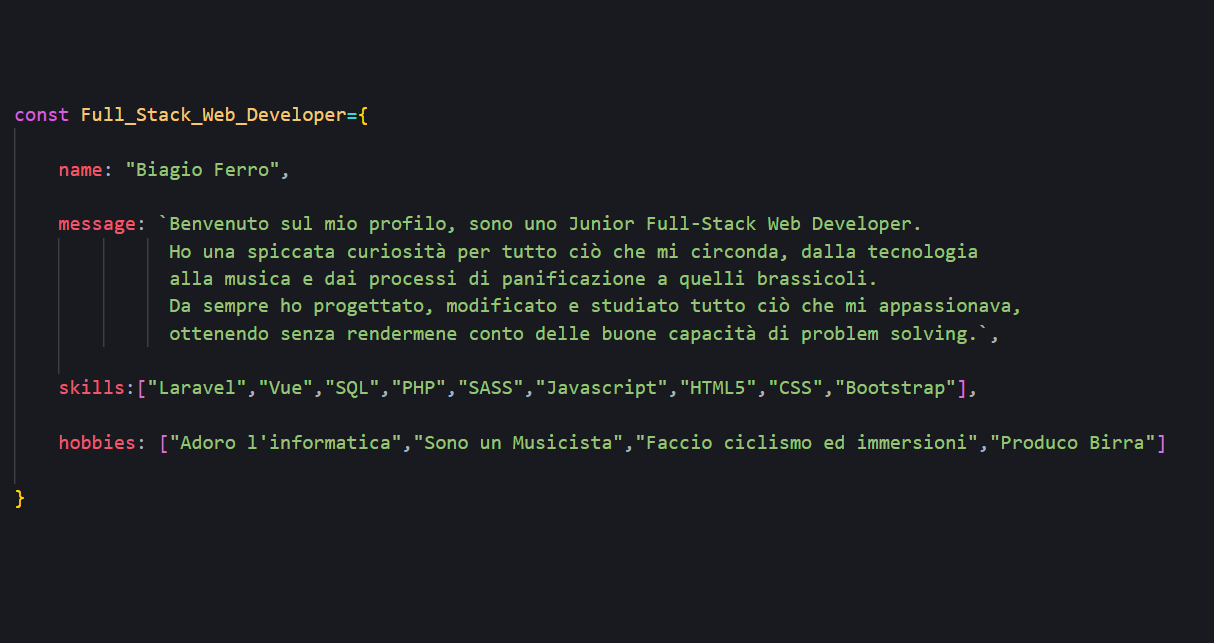 const Full_Stack_Web_Developer={
name: "Biagio Ferro",
message: `Benvenuto sul mio profilo, sono uno Junior Full-Stack Web Developer.
Ho una spiccata curiosità per tutto ciò che mi circonda, dalla tecnologia
alla musica e dai processi di panificazione a quelli brassicoli.
Da sempre ho progettato, modificato e studiato tutto ciò che mi appassionava,
ottenendo senza rendermene conto delle buone capacità di problem solving.`,
skills:["Laravel","Vue","SQL","PHP","SASS","Javascript","HTML5","CSS","Bootstrap"],
hobbies: ["Adoro l'informatica","Sono un Musicista","Faccio ciclismo ed immersioni","Produco Birra"]
}